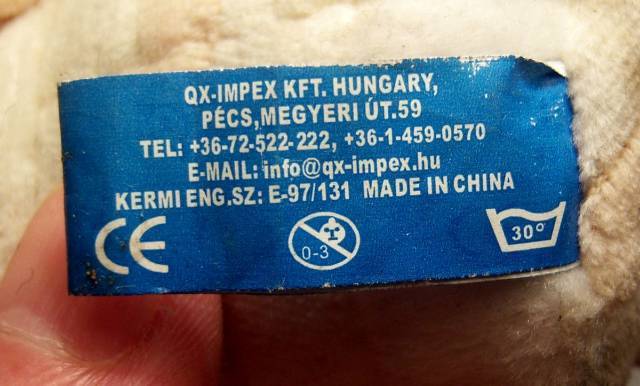 QX-IMPEX KFT. HUNGARY,
PÉCS,MEGYERI ÚT.59
TEL: +36-72-522-222, +36-1-459-0570
E-MAIL: info@qx-impex.hu
KERMI ENG.SZ: E-97/131 MADE IN CHINA
CE 0-3 30°